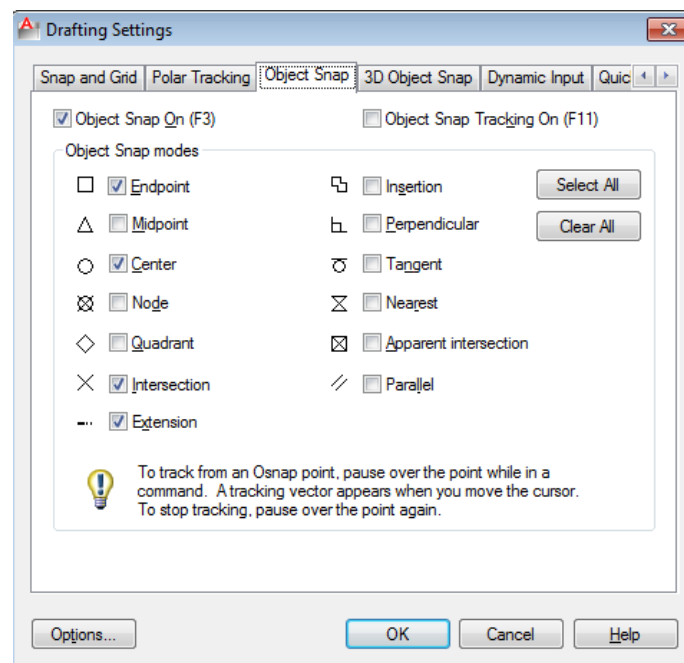 Drafting Settings
Snap and Grid
Polar Tracking
Object Snap
3D Object Snap
Dynamic Input
Quic
Object Snap On (F3)
Object Snap Tracking On (F11)
Object Snap modes
Endpoint
Insertion
Select All
Midpoint
Perpendicular
Clear All
Center
Tangent
Node
Nearest
Quadrant
Apparent intersection
Intersection
Parallel
Extension
To track from an Osnap point, pause over the point while in a
command. A tracking vector appears when you move the cursor.
To stop tracking, pause over the point again.
Options...
OK
Cancel
Help